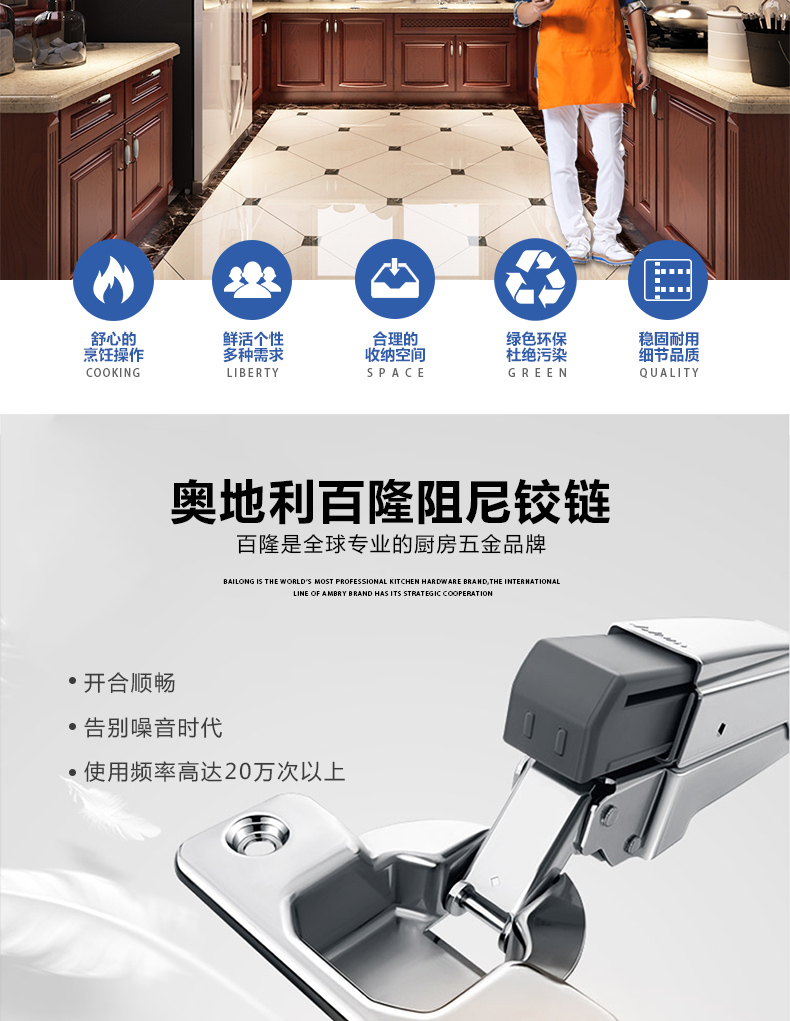 舒心的
烹饪操作
COOKING
鲜活个性
多种需求
LIBERTY
合理的
收纳空间
SPACE
绿色环保
杜绝污染
GREEN
稳固耐用
细节品质
QUALITY
奥地利百隆阻尼铰链
百隆是全球专业的厨房五金品牌
BAILONG IS THE WORLD'S MOST PROFESSIONAL KITCHEN HARDWARE BRAND,THE INTERNATIONAL
LINE OF AMBRY BRAND HAS ITS STRATEGIC COOPERATION
• 开合顺畅
• 告别噪音时代
• 使用频率高达20万次以上